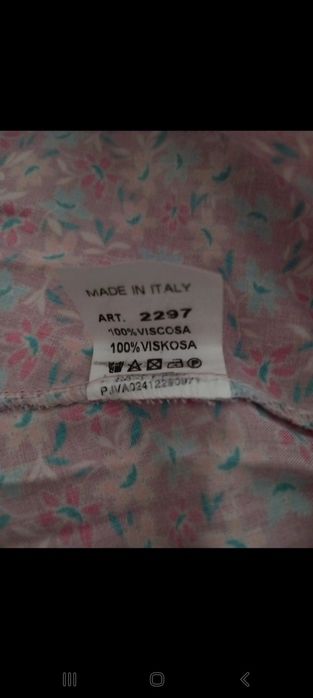 MADE IN ITALY
ART. 2297
100%VISCOSA
100%VISKOSA